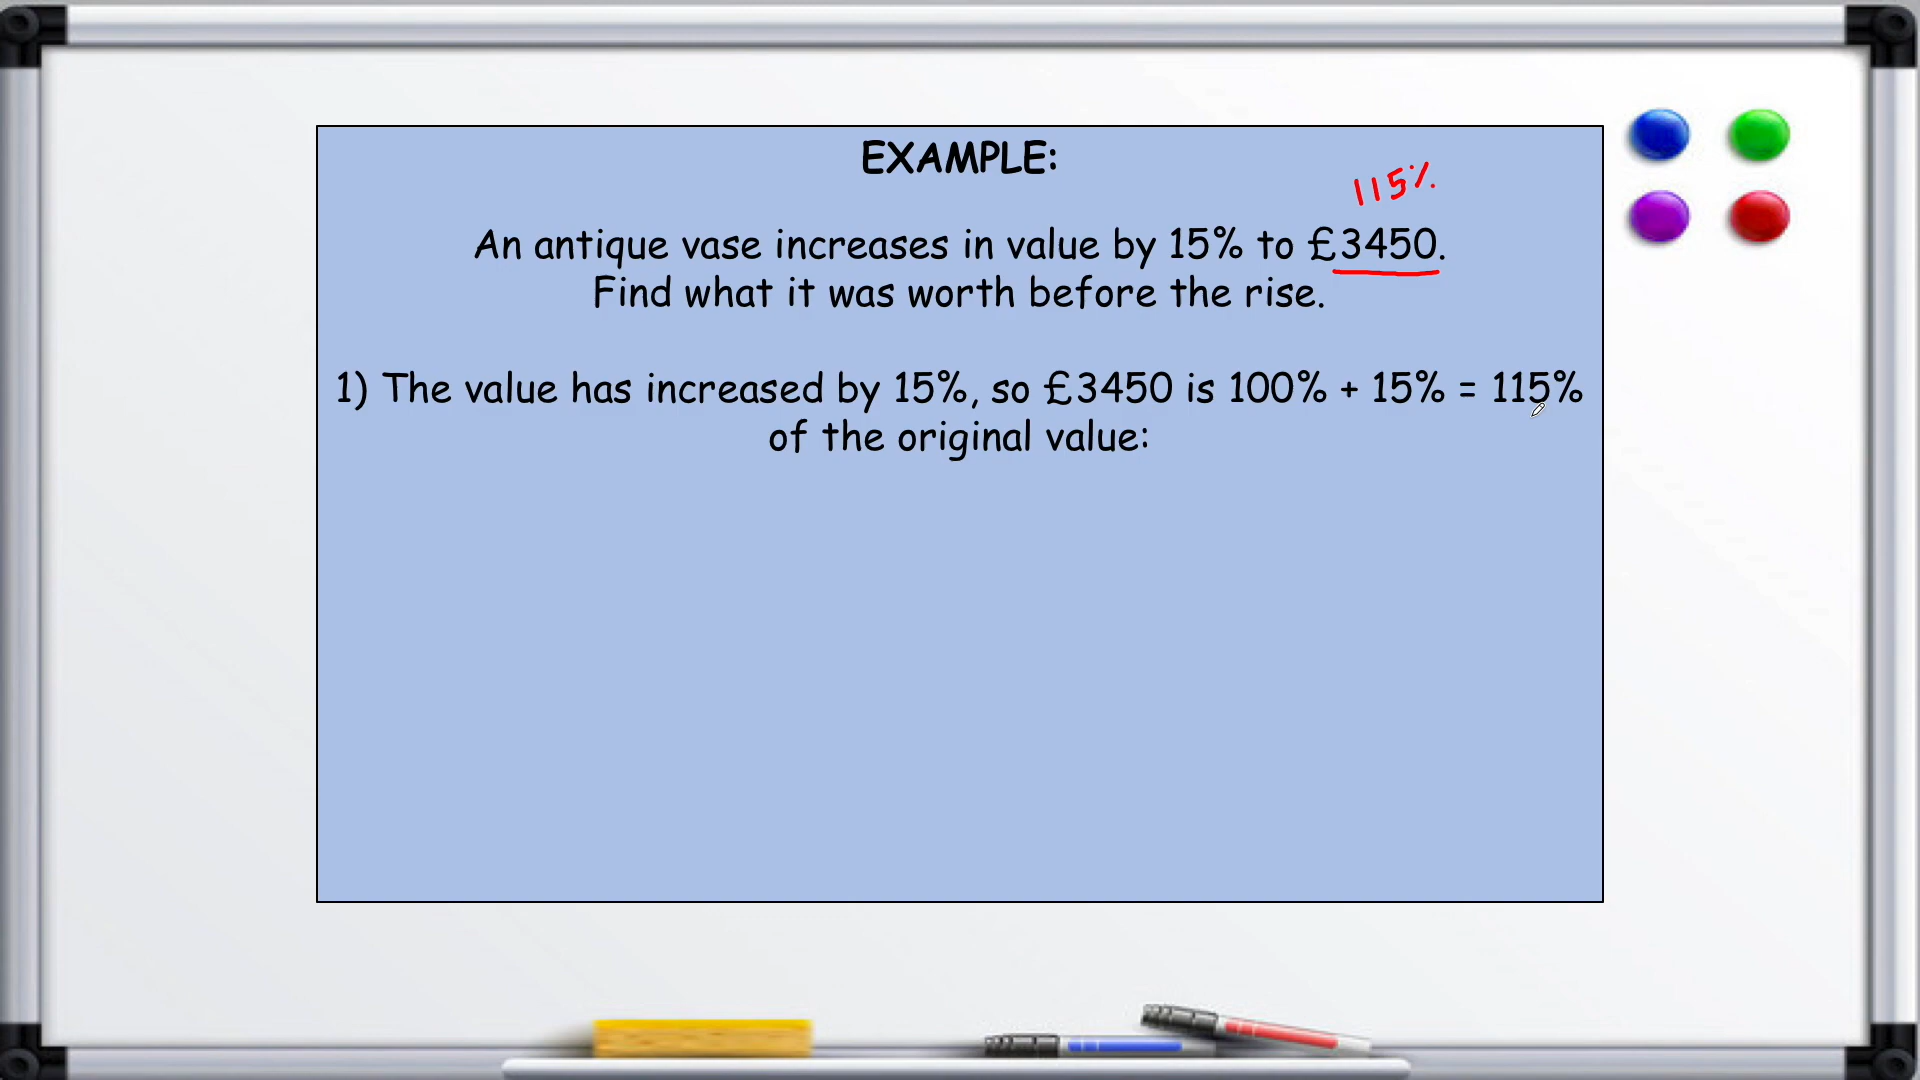 EXAMPLE:
115%
An antique vase increases in value by 15% to £3450.
Find what it was worth before the rise.
1) The value has increased by 15%, so £3450 is 100% + 15% = 115%
of the original value: